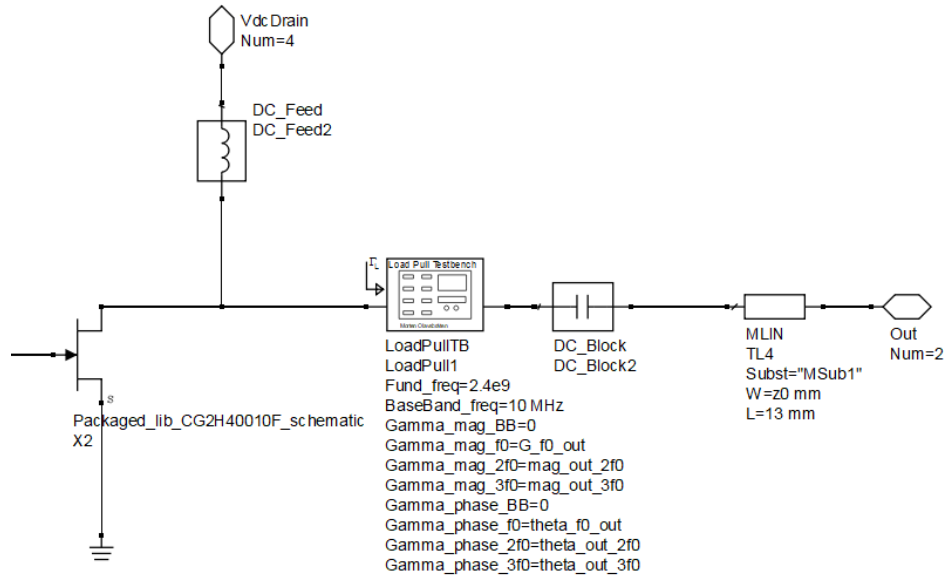 VdcDrain
Num=4
DC_Feed
DC_Feed2
ΓL
Load Pull Testbench
LoadPullTB
LoadPull1
Fund_freq=2.4e9
BaseBand_freq=10 MHz
Gamma_mag_BB=0
Gamma_mag_f0=G_f0_out
Gamma_mag_2f0=mag_out_2f0
Gamma_mag_3f0=mag_out_3f0
Gamma_phase_BB=0
Gamma_phase_f0=theta_f0_out
Gamma_phase_2f0=theta_out_2f0
Gamma_phase_3f0=theta_out_3f0
DC_Block
DC_Block2
MLIN
TL4
Subst="MSub1"
W=z0 mm
L=13 mm
Out
Num=2
S
Packaged_lib_CG2H40010F_schematic
X2